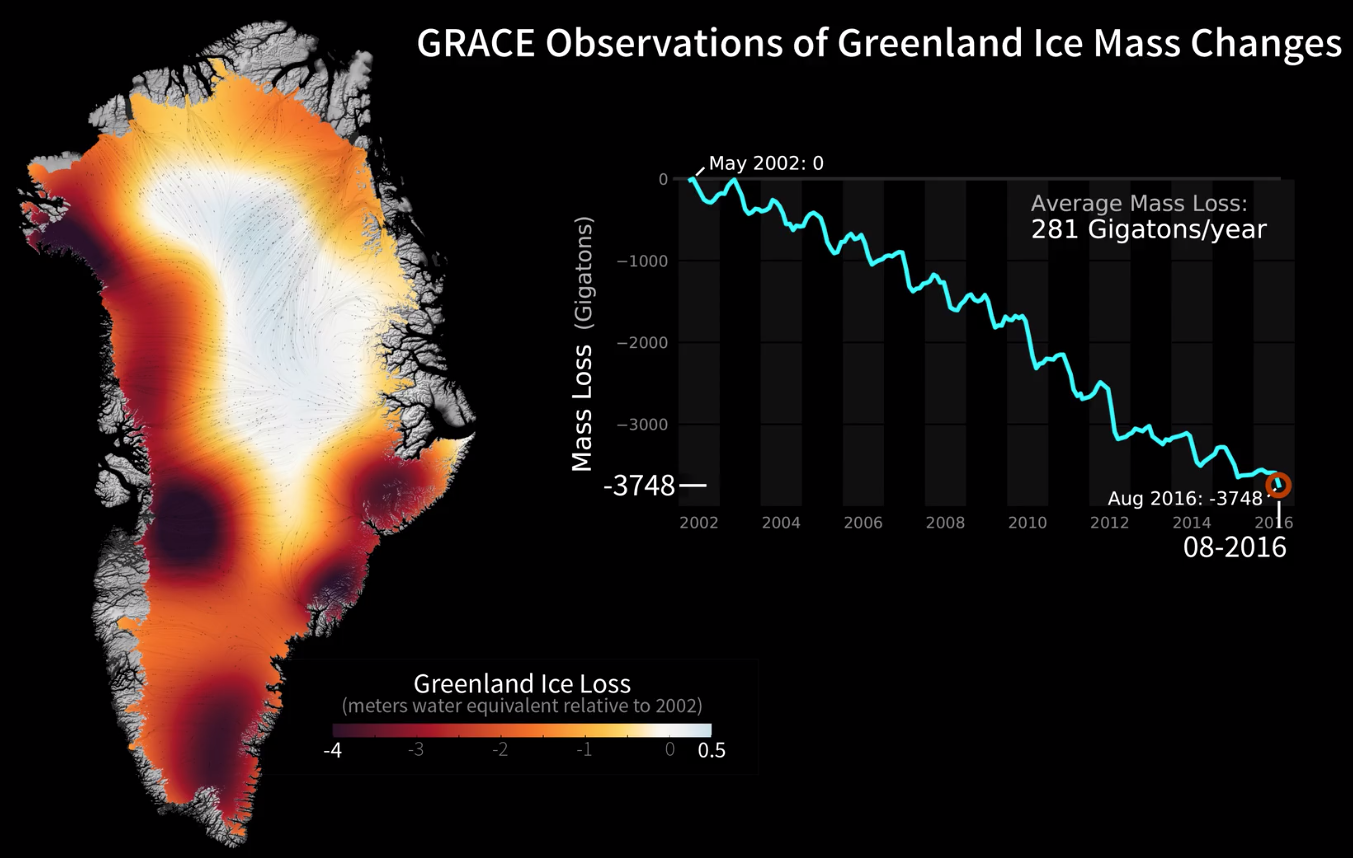 GRACE Observations of Greenland Ice Mass Changes
May 2002: 0
Average Mass Loss:
281 Gigatons/year
Mass Loss (Gigatons)
0
−1000
−2000
−3000
-3748
Aug 2016: -3748
2002 2004 2006 2008 2010 2012 2014 2016
08-2016
Greenland Ice Loss
(meters water equivalent relative to 2002)
-4 -3 -2 -1 0 0.5